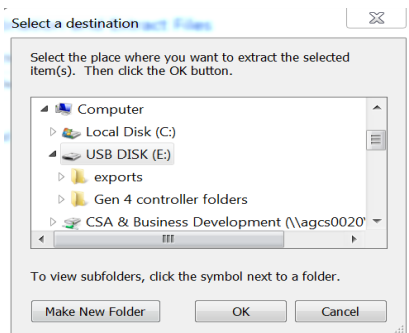 Select a destination
Select the place where you want to extract the selected
item(s). Then click the OK button.
Computer
Local Disk (C:)
USB DISK (E:)
exports
Gen 4 controller folders
CSA & Business Development (\\agcs0020'
To view subfolders, click the symbol next to a folder.
Make New Folder
OK
Cancel